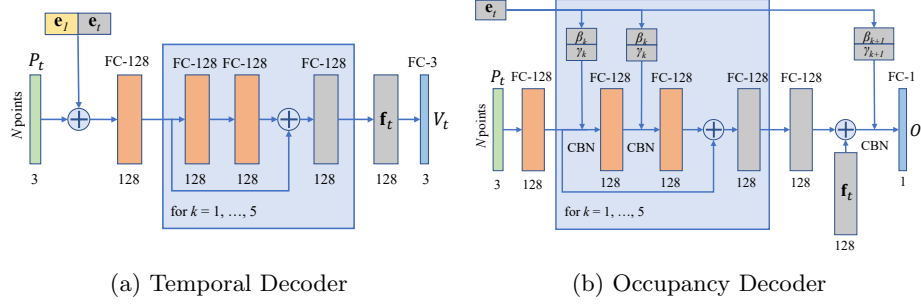 e₁ e_t
P_t
FC-128
FC-128
FC-128
FC-128
FC-3
N points
f_t
V_t
3
128
128
128
128
128
3
for k = 1, …, 5
(a) Temporal Decoder
e_t
β_k
γ_k
β_k
γ_k
β_{k+1}
γ_{k+1}
P_t
FC-128
FC-128
FC-128
FC-128
FC-128
FC-1
N points
O
CBN
CBN
CBN
3
128
128
128
128
128
1
f_t
for k = 1, …, 5
128
(b) Occupancy Decoder